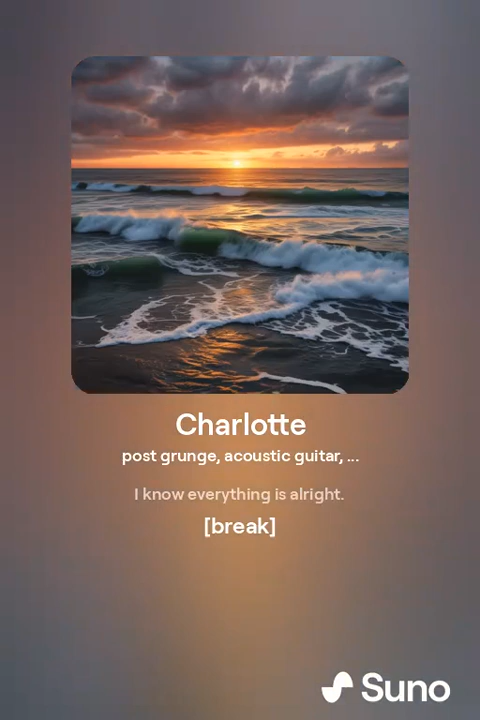 Charlotte
post grunge, acoustic guitar, ...
I know everything is alright.
[break]
Suno